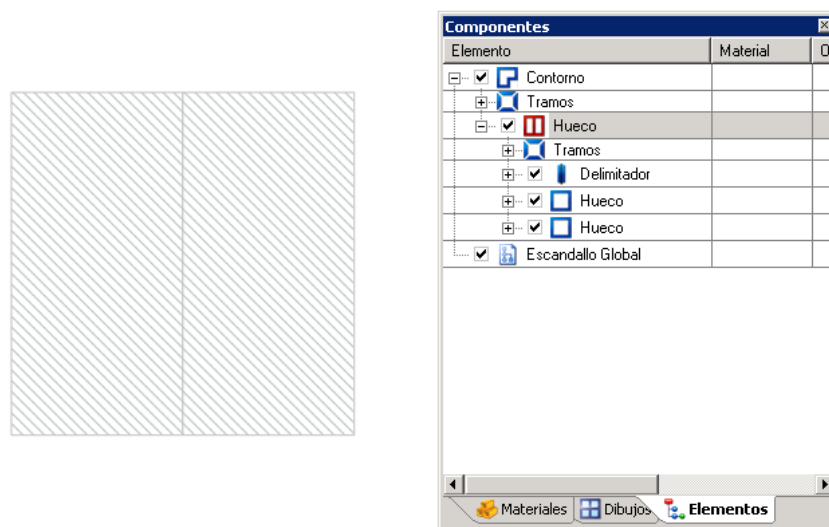 Componentes
Elemento Material O
Contorno
Tramos
Hueco
Tramos
Delimitador
Hueco
Hueco
Escandallo Global
Materiales Dibujos Elementos